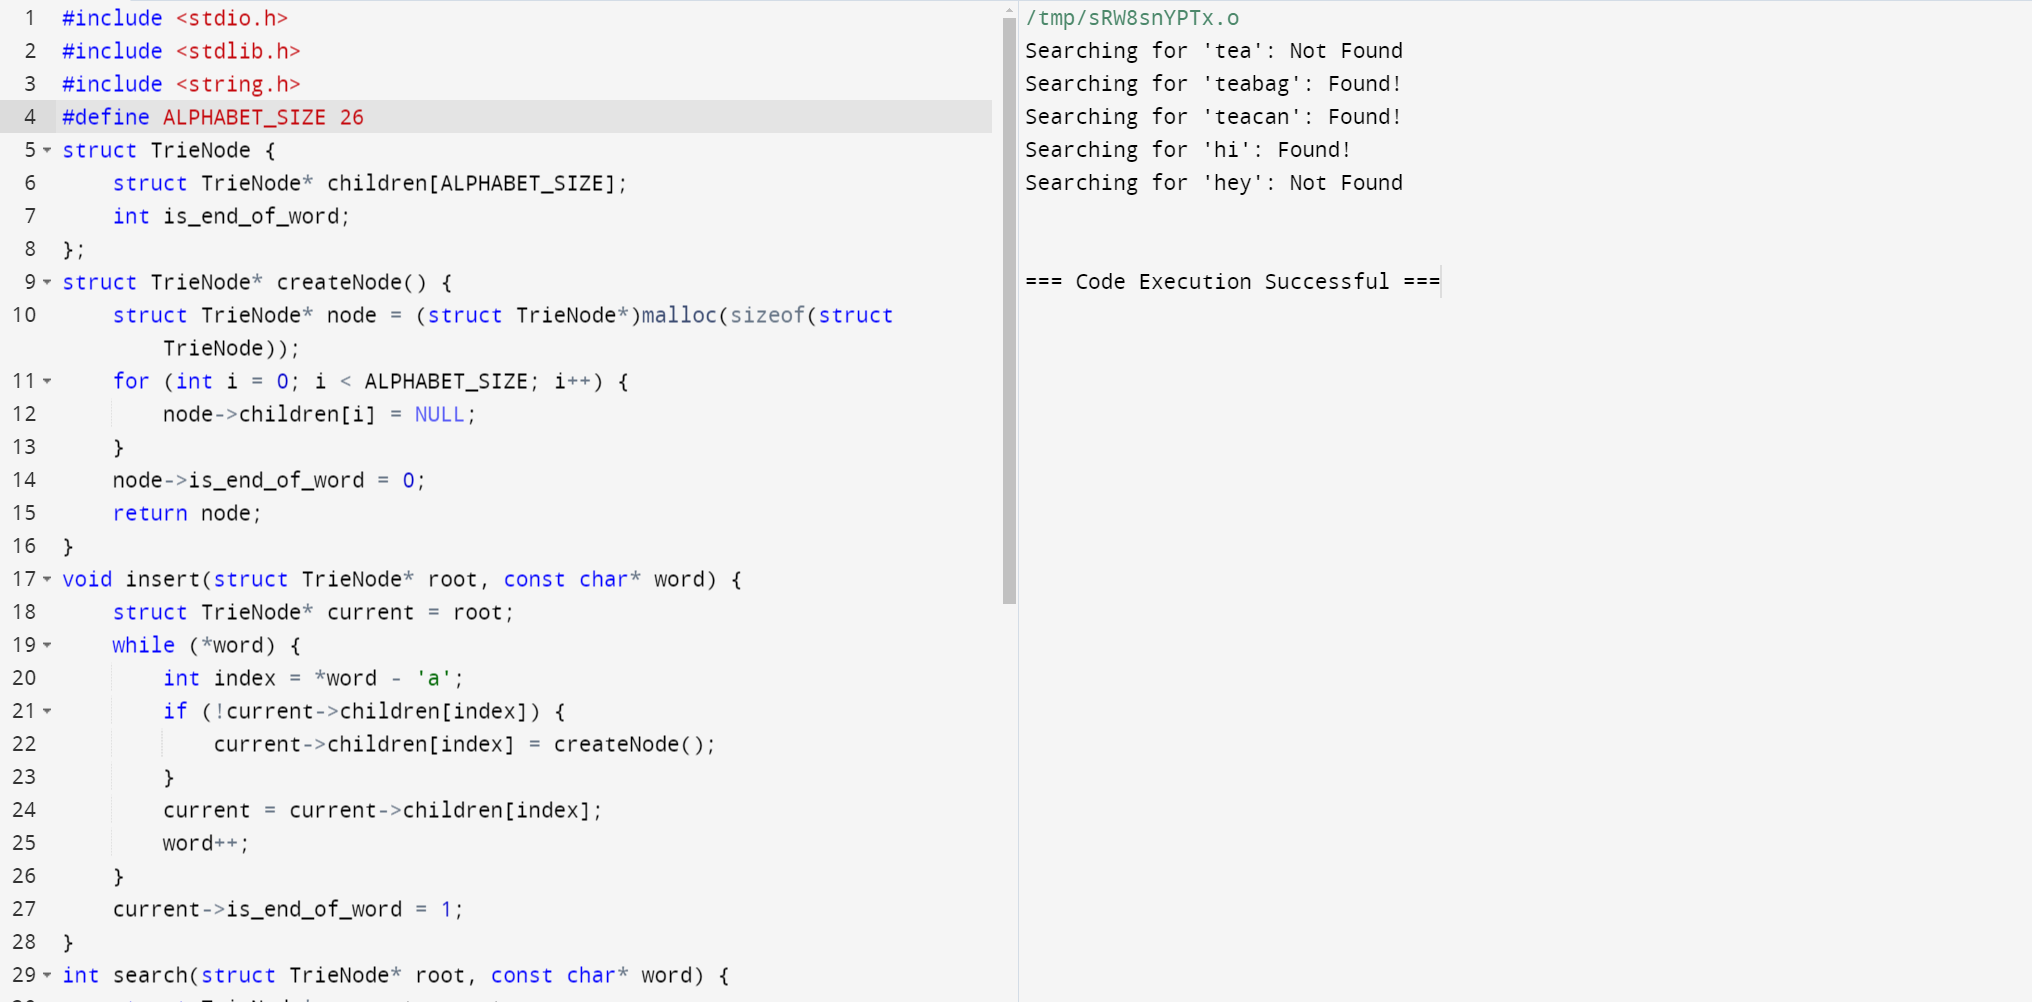 1 #include <stdio.h>
2 #include <stdlib.h>
3 #include <string.h>
4 #define ALPHABET_SIZE 26
5 struct TrieNode {
6     struct TrieNode* children[ALPHABET_SIZE];
7     int is_end_of_word;
8 };
9 struct TrieNode* createNode() {
10     struct TrieNode* node = (struct TrieNode*)malloc(sizeof(struct
        TrieNode));
11     for (int i = 0; i < ALPHABET_SIZE; i++) {
12         node->children[i] = NULL;
13     }
14     node->is_end_of_word = 0;
15     return node;
16 }
17 void insert(struct TrieNode* root, const char* word) {
18     struct TrieNode* current = root;
19     while (*word) {
20         int index = *word - 'a';
21         if (!current->children[index]) {
22             current->children[index] = createNode();
23         }
24         current = current->children[index];
25         word++;
26     }
27     current->is_end_of_word = 1;
28 }
29 int search(struct TrieNode* root, const char* word) {
/tmp/sRW8snYPTx.o
Searching for 'tea': Not Found
Searching for 'teabag': Found!
Searching for 'teacan': Found!
Searching for 'hi': Found!
Searching for 'hey': Not Found
=== Code Execution Successful ===